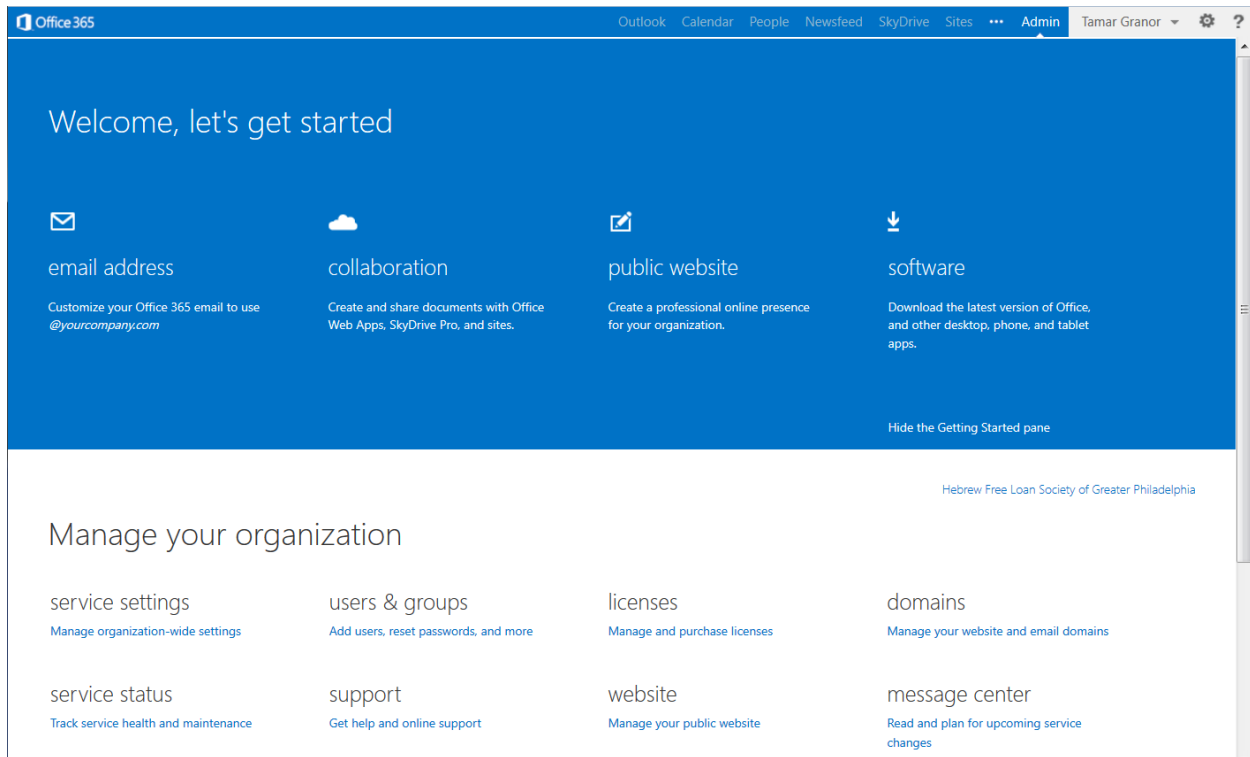 Office 365
Outlook Calendar People Newsfeed SkyDrive Sites ••• Admin Tamar Granor ?
Welcome, let's get started
email address
Customize your Office 365 email to use
@yourcompany.com
collaboration
Create and share documents with Office
Web Apps, SkyDrive Pro, and sites.
public website
Create a professional online presence
for your organization.
software
Download the latest version of Office,
and other desktop, phone, and tablet
apps.
Hide the Getting Started pane
Hebrew Free Loan Society of Greater Philadelphia
Manage your organization
service settings
Manage organization-wide settings
users & groups
Add users, reset passwords, and more
licenses
Manage and purchase licenses
domains
Manage your website and email domains
service status
Track service health and maintenance
support
Get help and online support
website
Manage your public website
message center
Read and plan for upcoming service
changes